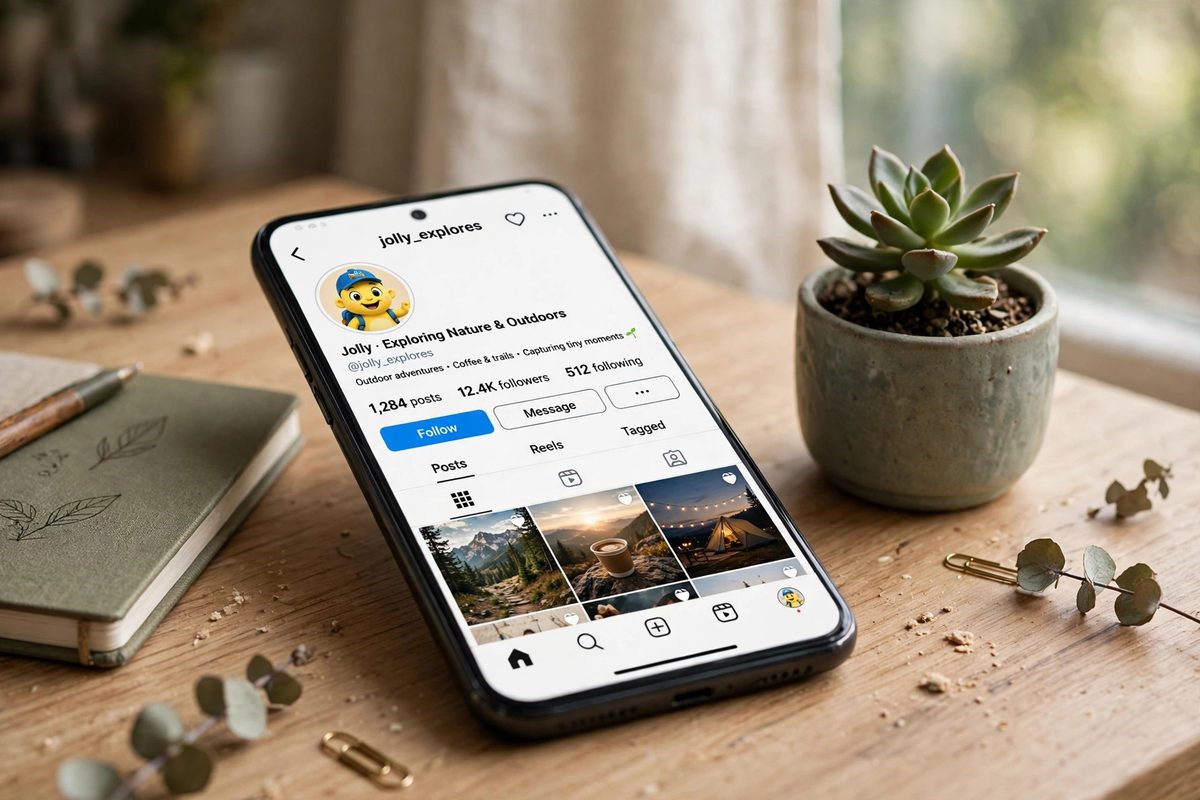 jolly_explores
Jolly · Exploring Nature & Outdoors
@jolly_explores
Outdoor adventures • Coffee & trails • Capturing tiny moments 🌱
1,284 posts 12.4K followers 512 following
Follow Message
Posts Reels Tagged